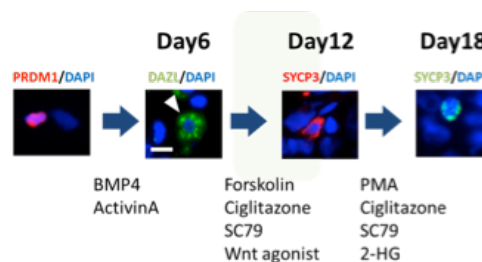 Day6
Day12
Day18
PRDM1/DAPI
DAZL/DAPI
SYCP3/DAPI
SYCP3/DAPI
BMP4
ActivinA
Forskolin
Ciglitazone
SC79
Wnt agonist
PMA
Ciglitazone
SC79
2-HG